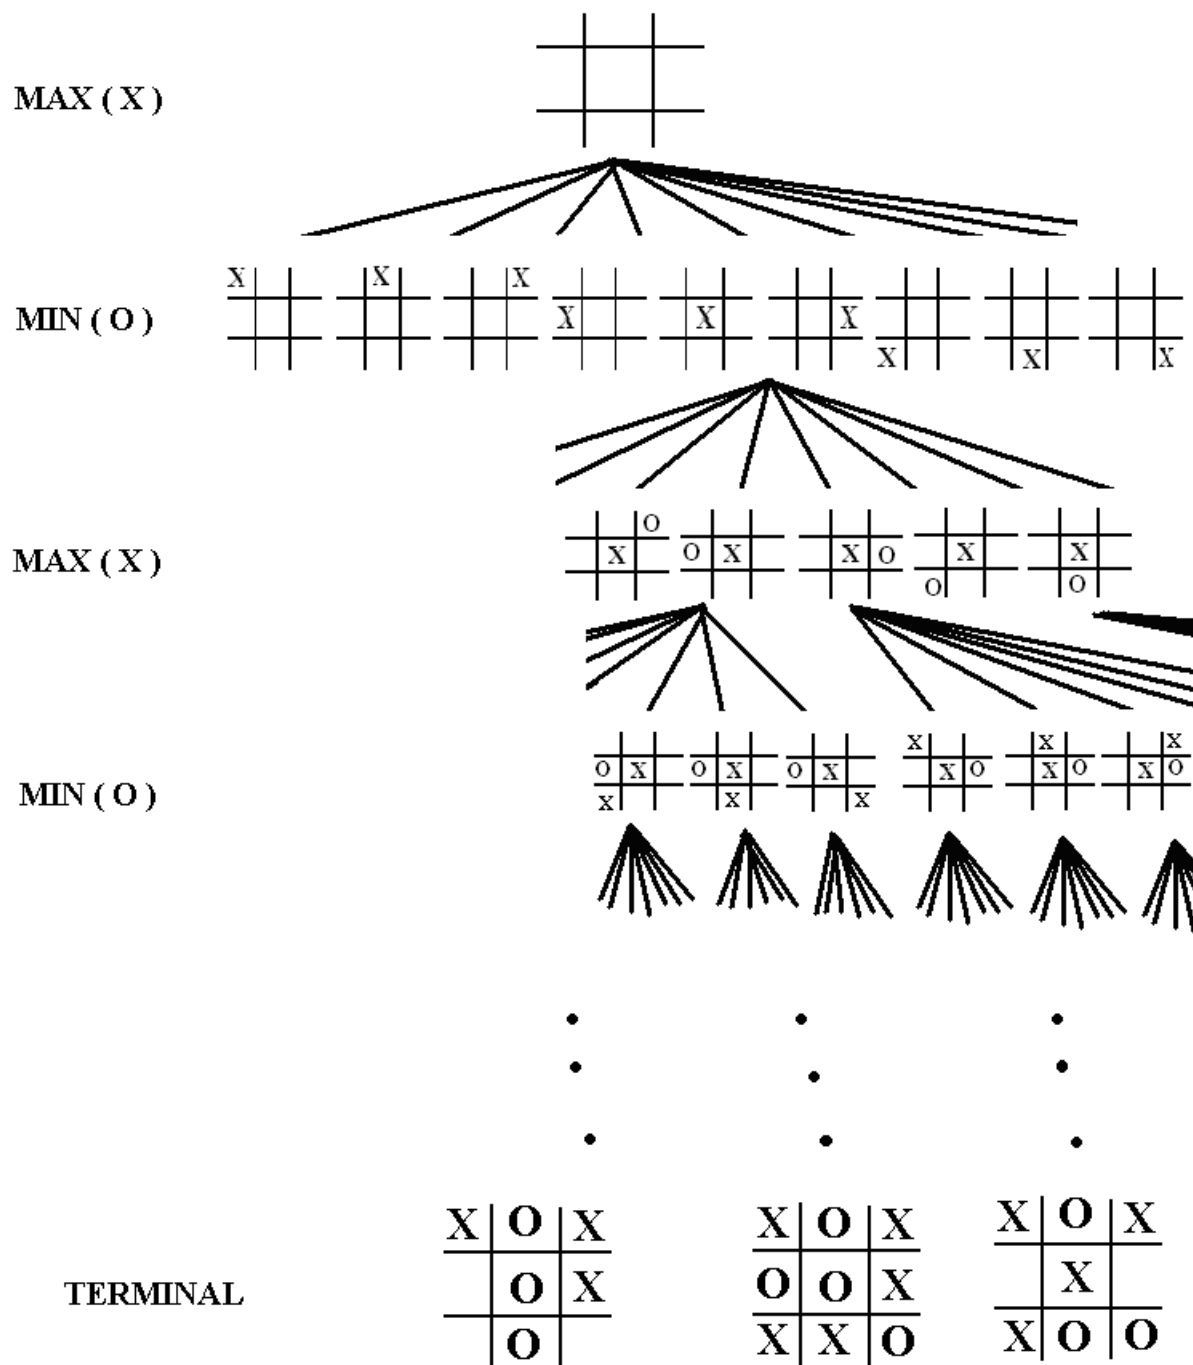 MAX ( X )
X X X X X X X X X
MIN ( O )
O
MAX ( X )
X O X X O X X
O O
X X X
MIN ( O )
O X O X O X X O X O X O
X X X
X O X X O X X O X
TERMINAL
O X O O X X
O X X O X O O